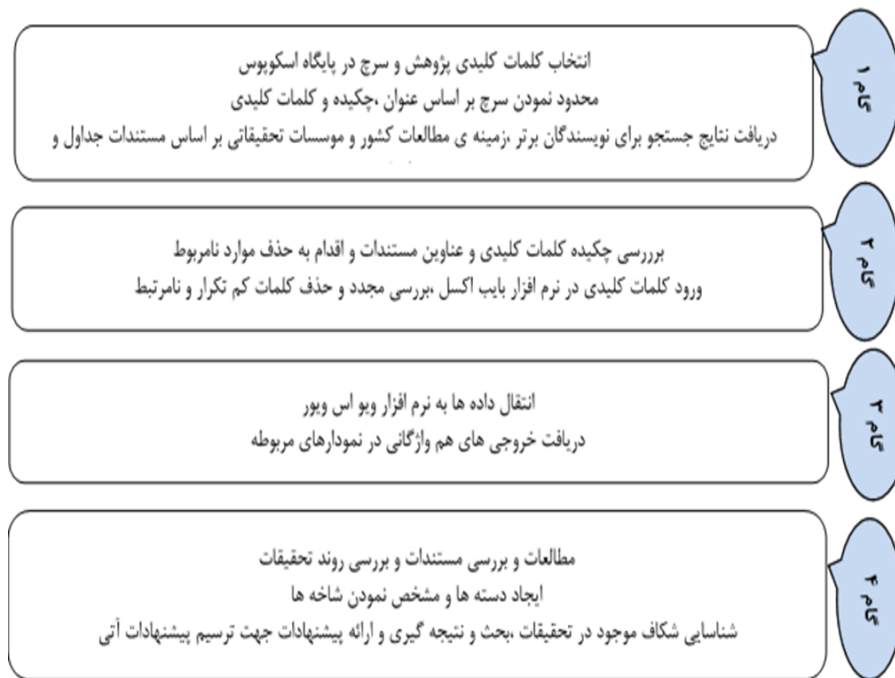 گام ۱
انتخاب کلمات کلیدی پژوهش و سرچ در پایگاه اسکوپوس
محدود نمودن سرچ بر اساس عنوان ،چکیده و کلمات کلیدی
دریافت نتایج جستجو برای نویسندگان برتر ،زمینه ی مطالعات کشور و موسسات تحقیقاتی بر اساس مستندات جداول و
گام ۲
برررسی چکیده کلمات کلیدی و عناوین مستندات و اقدام به حذف موارد نامربوط
ورود کلمات کلیدی در نرم افزار بایب اکسل ،بررسی مجدد و حذف کلمات کم تکرار و نامرتبط
گام ۳
انتقال داده ها به نرم افزار ویو اس ویور
دریافت خروجی های هم واژگانی در نمودارهای مربوطه
گام ۴
مطالعات و بررسی مستندات و بررسی روند تحقیقات
ایجاد دسته ها و مشخص نمودن شاخه ها
شناسایی شکاف موجود در تحقیقات ،بحث و نتیجه گیری و ارائه پیشنهادات جهت ترسیم پیشنهادات آتی